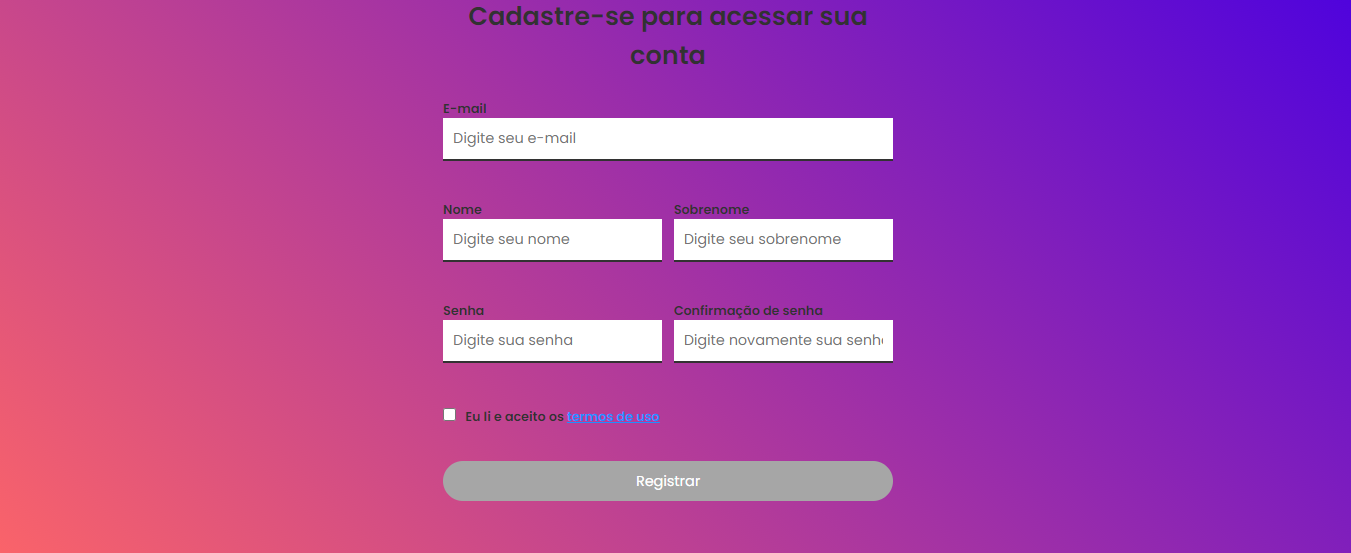 Cadastre-se para acessar sua
conta
E-mail
Digite seu e-mail
Nome
Sobrenome
Digite seu nome
Digite seu sobrenome
Senha
Confirmação de senha
Digite sua senha
Digite novamente sua senh
Eu li e aceito os termos de uso
Registrar